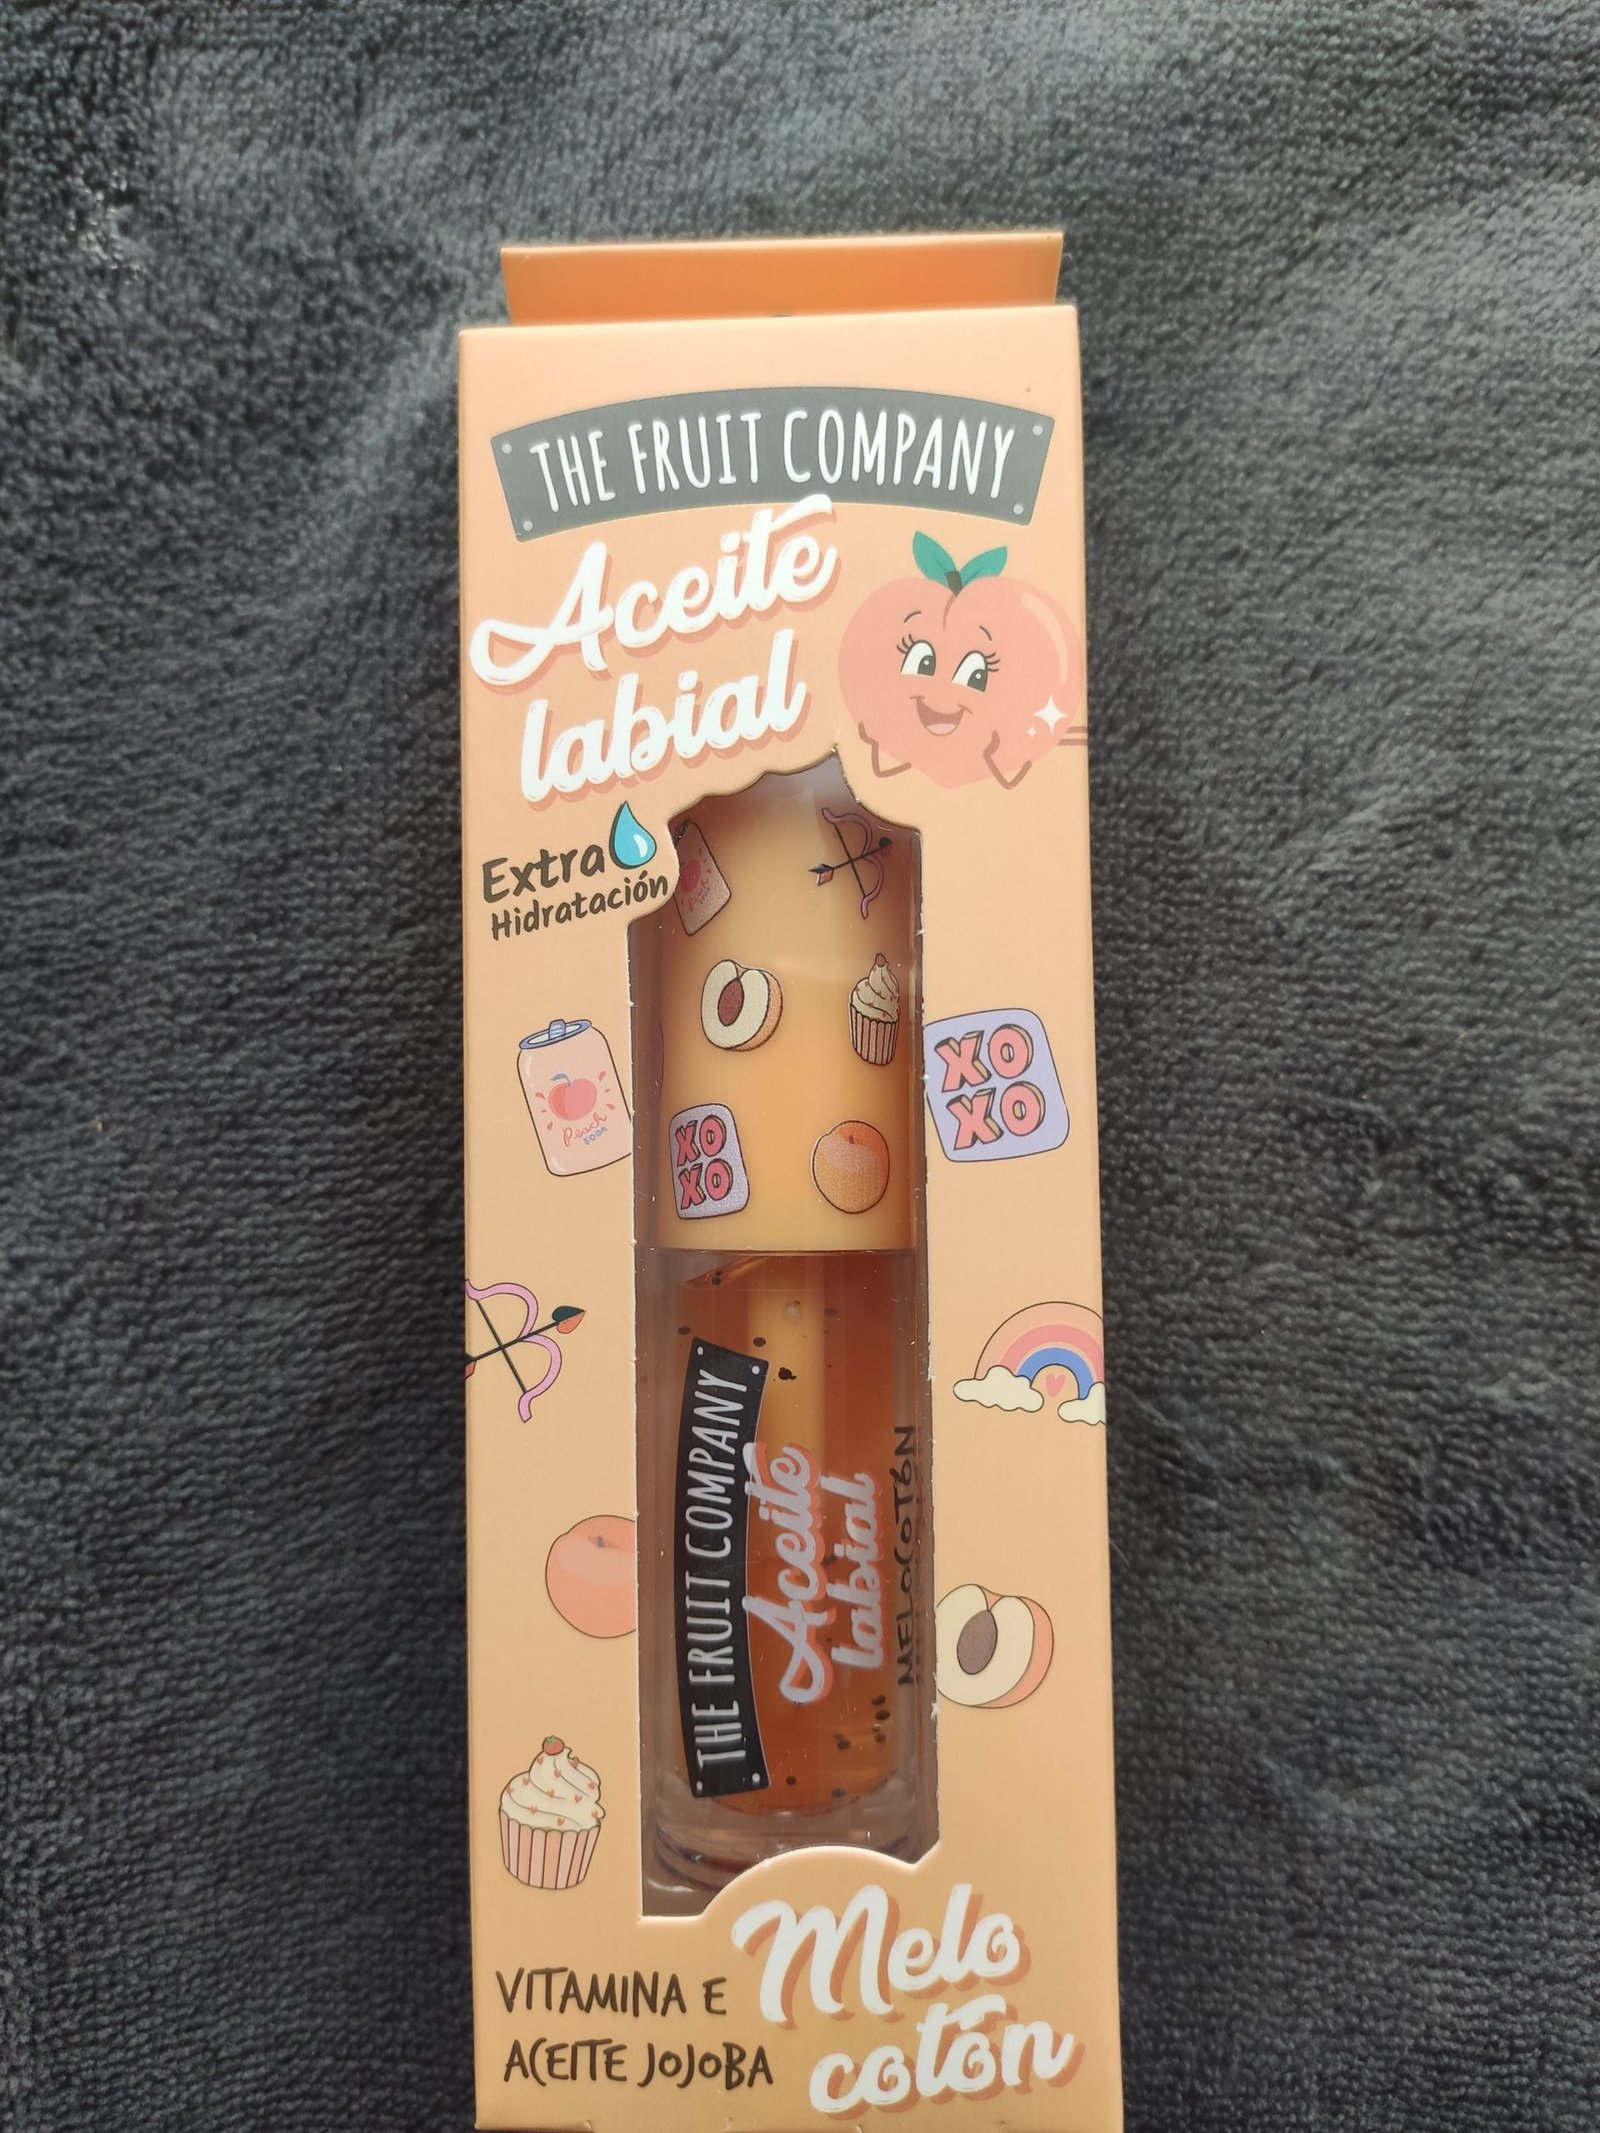 THE FRUIT COMPANY
Aceite
labial
Extra
Hidratación
Peach
SODA
XO
XO
XO
XO
THE FRUIT COMPANY
Aceite
labial
MELOCOTÓN
VITAMINA E
ACEITE JOJOBA
Melo
cotón